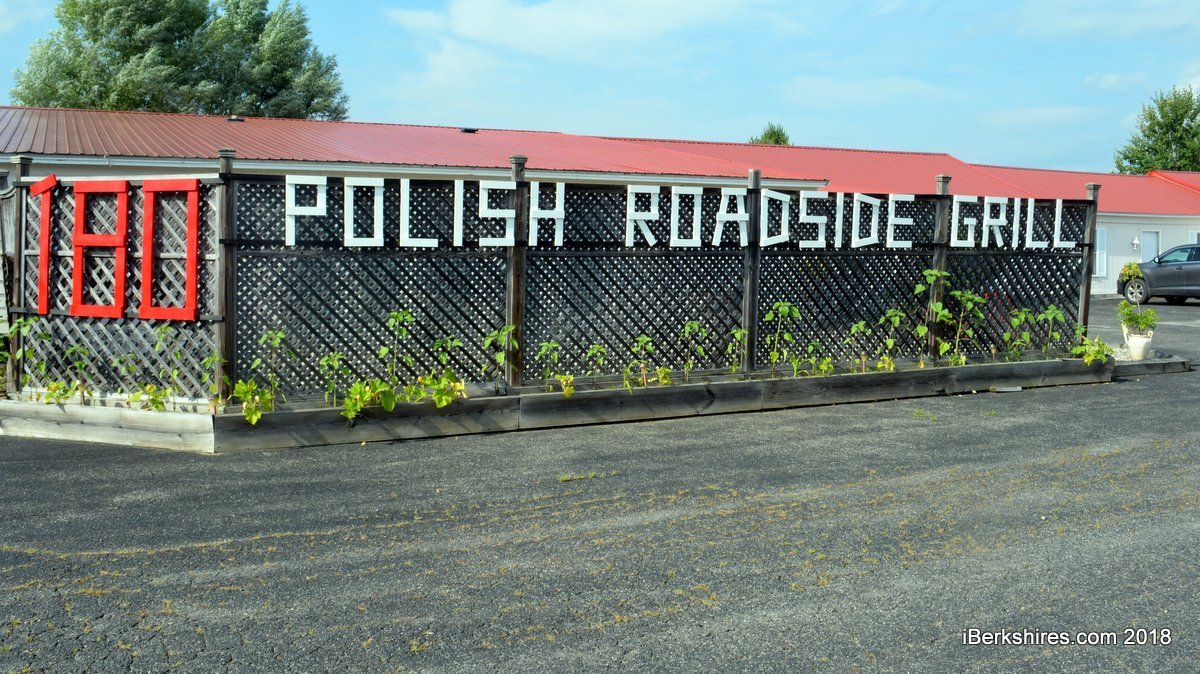 180 POLISH ROADSIDE GRILL
iBerkshires.com 2018